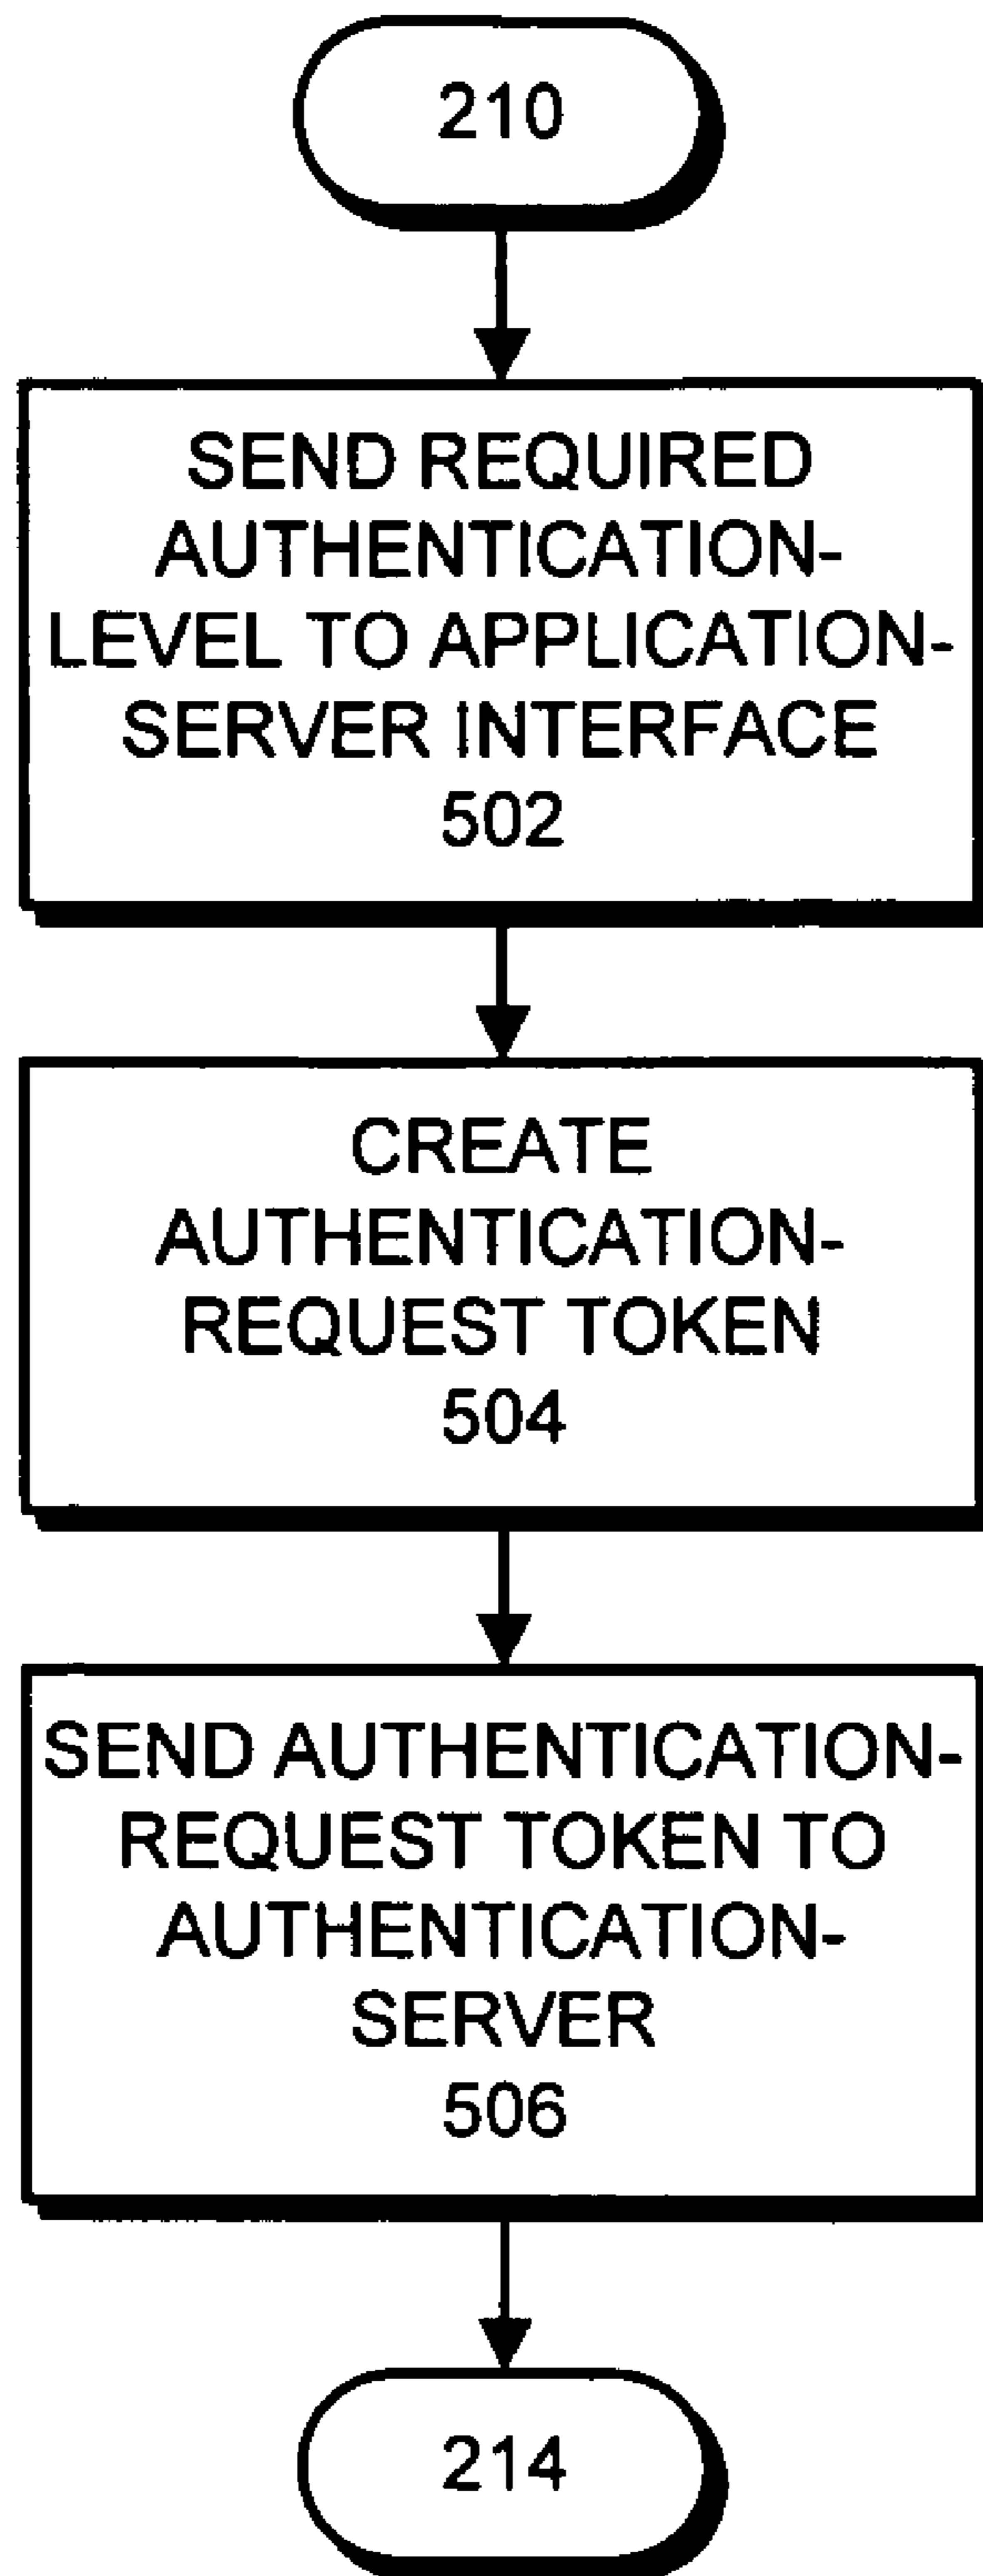 210
SEND REQUIRED
AUTHENTICATION-
LEVEL TO APPLICATION-
SERVER INTERFACE
502
CREATE
AUTHENTICATION-
REQUEST TOKEN
504
SEND AUTHENTICATION-
REQUEST TOKEN TO
AUTHENTICATION-
SERVER
506
214